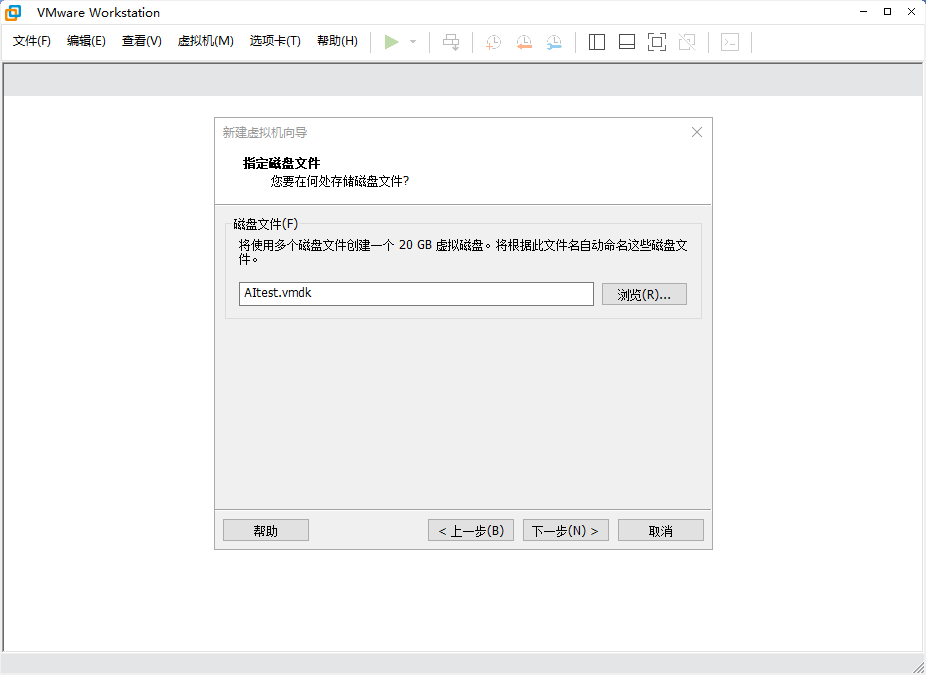 VMware Workstation
文件(F) 编辑(E) 查看(V) 虚拟机(M) 选项卡(T) 帮助(H)
新建虚拟机向导
指定磁盘文件
您要在何处存储磁盘文件?
磁盘文件(F)
将使用多个磁盘文件创建一个 20 GB 虚拟磁盘。将根据此文件名自动命名这些磁盘文
件。
AItest.vmdk
浏览(R)...
帮助 < 上一步(B) 下一步(N) > 取消